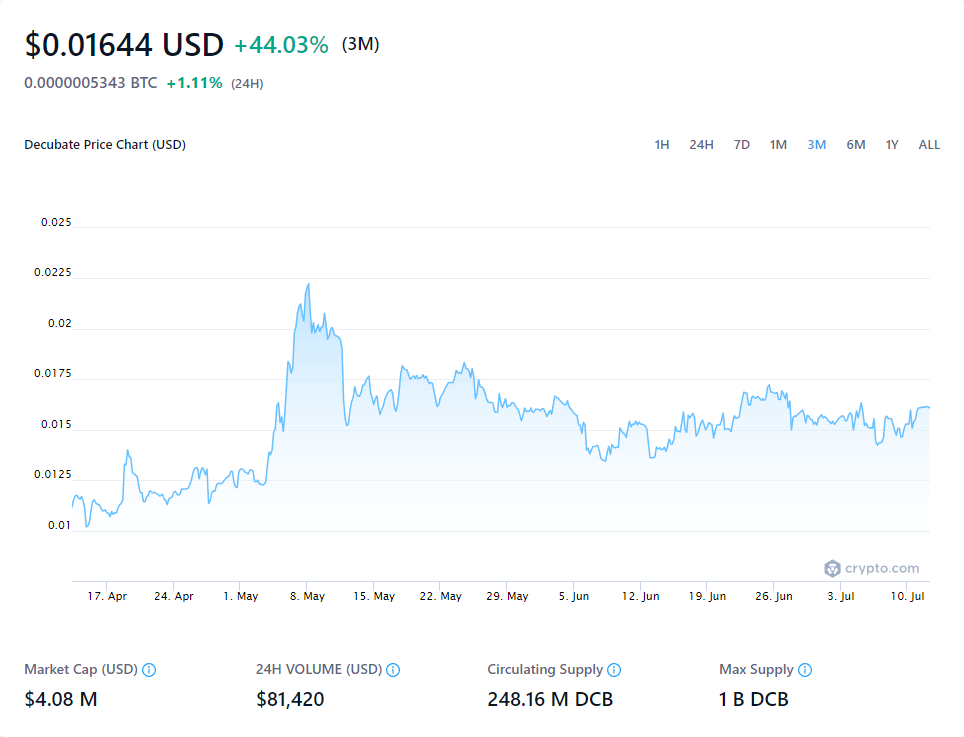 $0.01644 USD +44.03% (3M)
0.0000005343 BTC +1.11% (24H)
Decubate Price Chart (USD) 1H 24H 7D 1M 3M 6M 1Y ALL
0.025
0.0225
0.02
0.0175
0.015
0.0125
0.01
crypto.com
17. Apr 24. Apr 1. May 8. May 15. May 22. May 29. May 5. Jun 12. Jun 19. Jun 26. Jun 3. Jul 10. Jul
Market Cap (USD) 24H VOLUME (USD) Circulating Supply Max Supply
$4.08 M $81,420 248.16 M DCB 1 B DCB